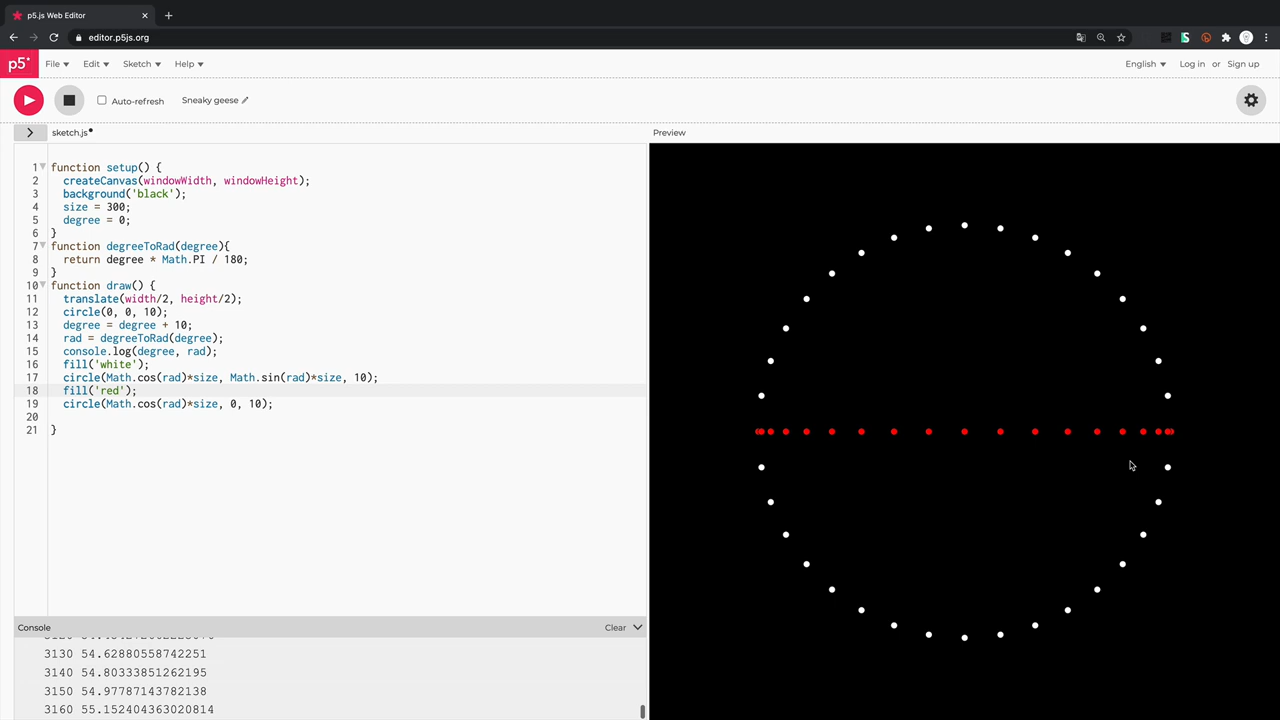 p5.js Web Editor
editor.p5js.org
p5* File Edit Sketch Help English Log in or Sign up
Auto-refresh Sneaky geese
sketch.js Preview
1 function setup() {
2 createCanvas(windowWidth, windowHeight);
3 background('black');
4 size = 300;
5 degree = 0;
6 }
7 function degreeToRad(degree){
8 return degree * Math.PI / 180;
9 }
10 function draw() {
11 translate(width/2, height/2);
12 circle(0, 0, 10);
13 degree = degree + 10;
14 rad = degreeToRad(degree);
15 console.log(degree, rad);
16 fill('white');
17 circle(Math.cos(rad)*size, Math.sin(rad)*size, 10);
18 fill('red');
19 circle(Math.cos(rad)*size, 0, 10);
20
21 }
Console Clear
3130 54.62880558742251
3140 54.80333851262195
3150 54.97787143782138
3160 55.152404363020814